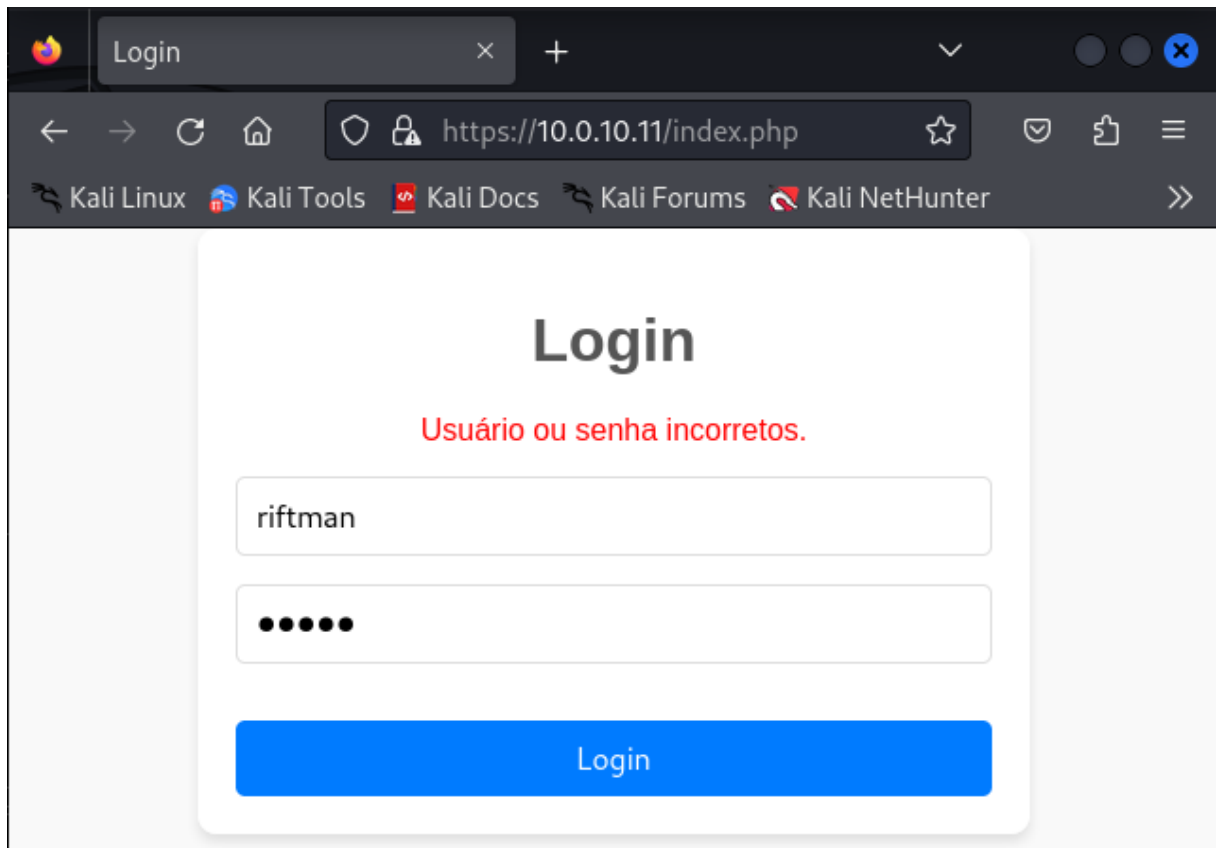 Login
https://10.0.10.11/index.php
Kali Linux Kali Tools Kali Docs Kali Forums Kali NetHunter
Login
Usuário ou senha incorretos.
riftman
•••••
Login